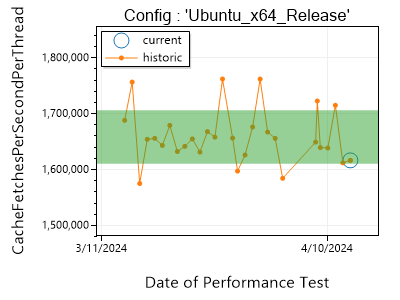 Config : 'Ubuntu_x64_Release'
current
historic
CacheFetchesPerSecondPerThread
1,800,000
1,700,000
1,600,000
1,500,000
3/11/2024
4/10/2024
Date of Performance Test